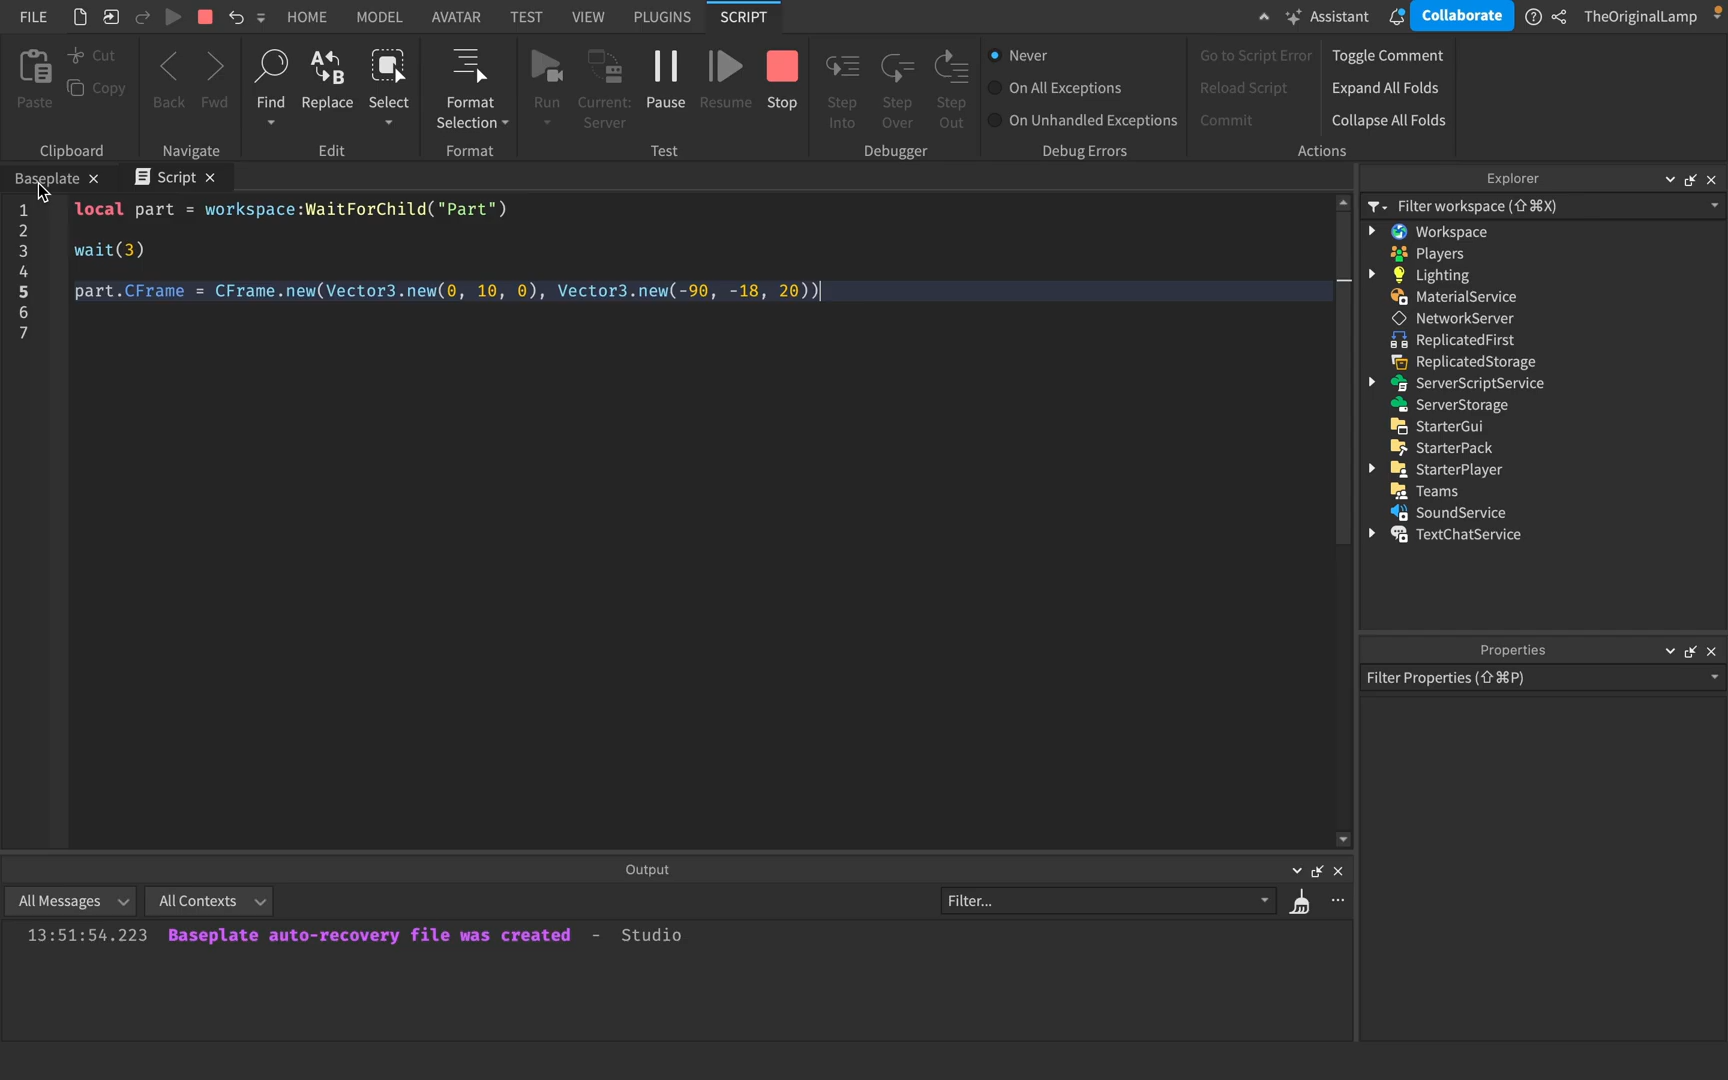 FILE HOME MODEL AVATAR TEST VIEW PLUGINS SCRIPT Assistant Collaborate TheOriginalLamp
Paste Cut Copy
Clipboard
Back Fwd
Navigate
Find Replace Select
Edit
Format Selection
Format
Run Current: Server Pause Resume Stop
Test
Step Into Step Over Step Out
Debugger
Never
On All Exceptions
On Unhandled Exceptions
Debug Errors
Go to Script Error Toggle Comment
Reload Script Expand All Folds
Commit Collapse All Folds
Actions
Baseplate Script
1 local part = workspace:WaitForChild("Part")
2
3 wait(3)
4
5 part.CFrame = CFrame.new(Vector3.new(0, 10, 0), Vector3.new(-90, -18, 20))
6
7
Explorer
Filter workspace (⇧⌘X)
Workspace
Players
Lighting
MaterialService
NetworkServer
ReplicatedFirst
ReplicatedStorage
ServerScriptService
ServerStorage
StarterGui
StarterPack
StarterPlayer
Teams
SoundService
TextChatService
Properties
Filter Properties (⇧⌘P)
Output
All Messages All Contexts Filter...
13:51:54.223 Baseplate auto-recovery file was created - Studio